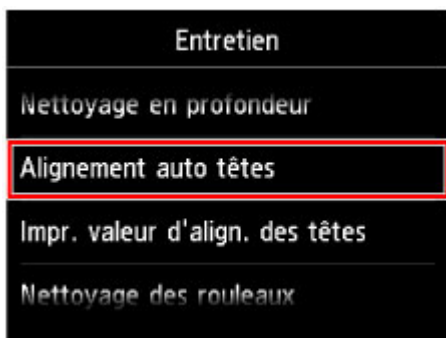 Entretien
Nettoyage en profondeur
Alignement auto têtes
Impr. valeur d'align. des têtes
Nettoyage des rouleaux